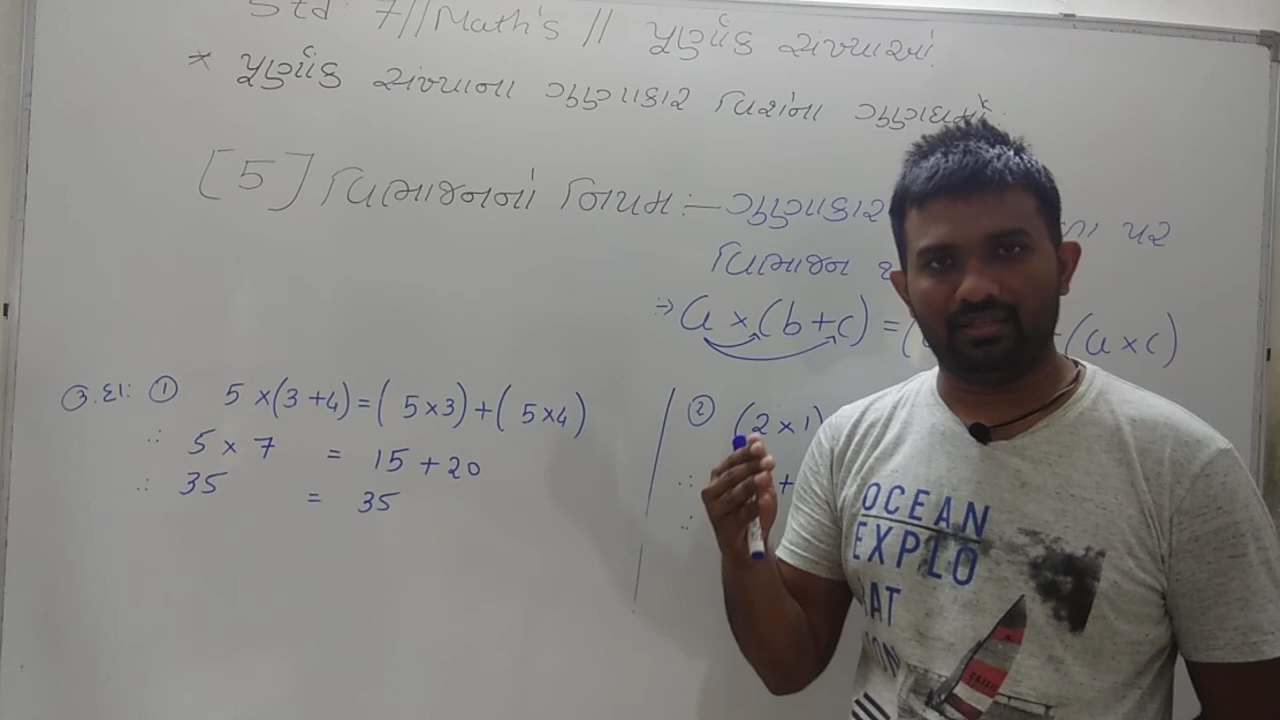 Std: 7 // Math's // પૂર્ણાંક સંખ્યાઓ.
* પૂર્ણાંક સંખ્યાના ગુણાકાર વિશેના ગુણધર્મો:
[5] વિભાજનનો નિયમ :- ગુણાકાર પર
વિભાજન
⇒ a × (b + c) = ( (a × c)
ઉ.દા: ① 5 × (3 + 4) = ( 5 × 3) + ( 5 × 4)
∴ 5 × 7 = 15 + 20
∴ 35 = 35
② (2 × 1)
∴ +
∴
OCEAN
EXPLO